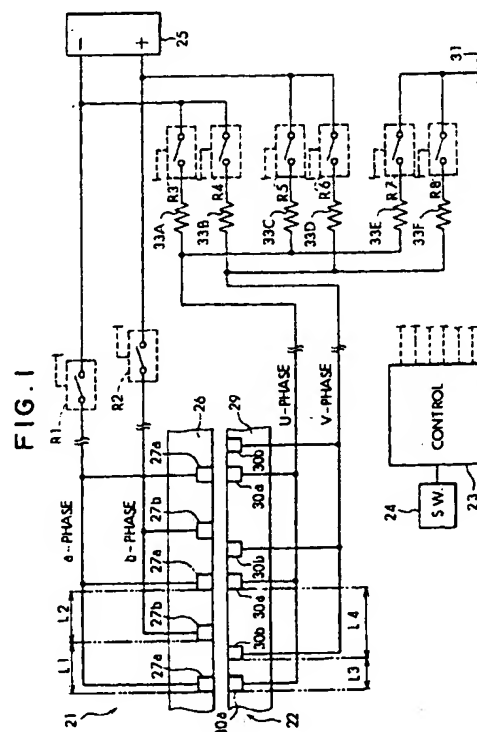 FIG. 1
R1
R2
a-PHASE
b-PHASE
-
+
25
R3
33A
R4
33B
R5
33C
R6
33D
R7
33E
R8
33F
31
U-PHASE
V-PHASE
26
27a
27b
27a
27b
27a
29
30b
30a
30b
30a
30b
30a
L1
L2
L3
L4
21
22
CONTROL
23
S.W.
24